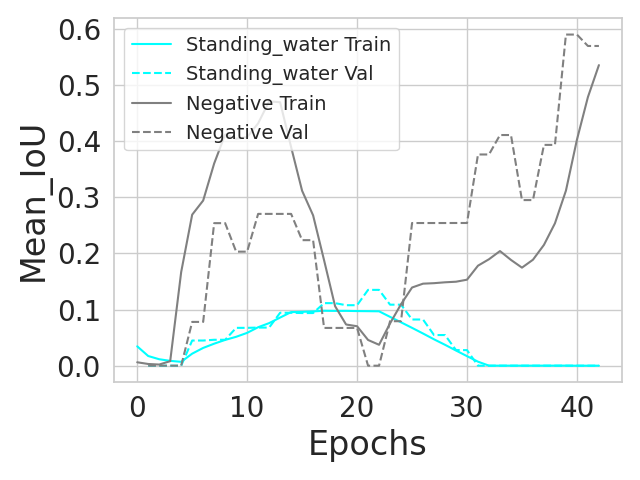 Mean_IoU
0.6
0.5
0.4
0.3
0.2
0.1
0.0
Standing_water Train
Standing_water Val
Negative Train
Negative Val
0 10 20 30 40
Epochs